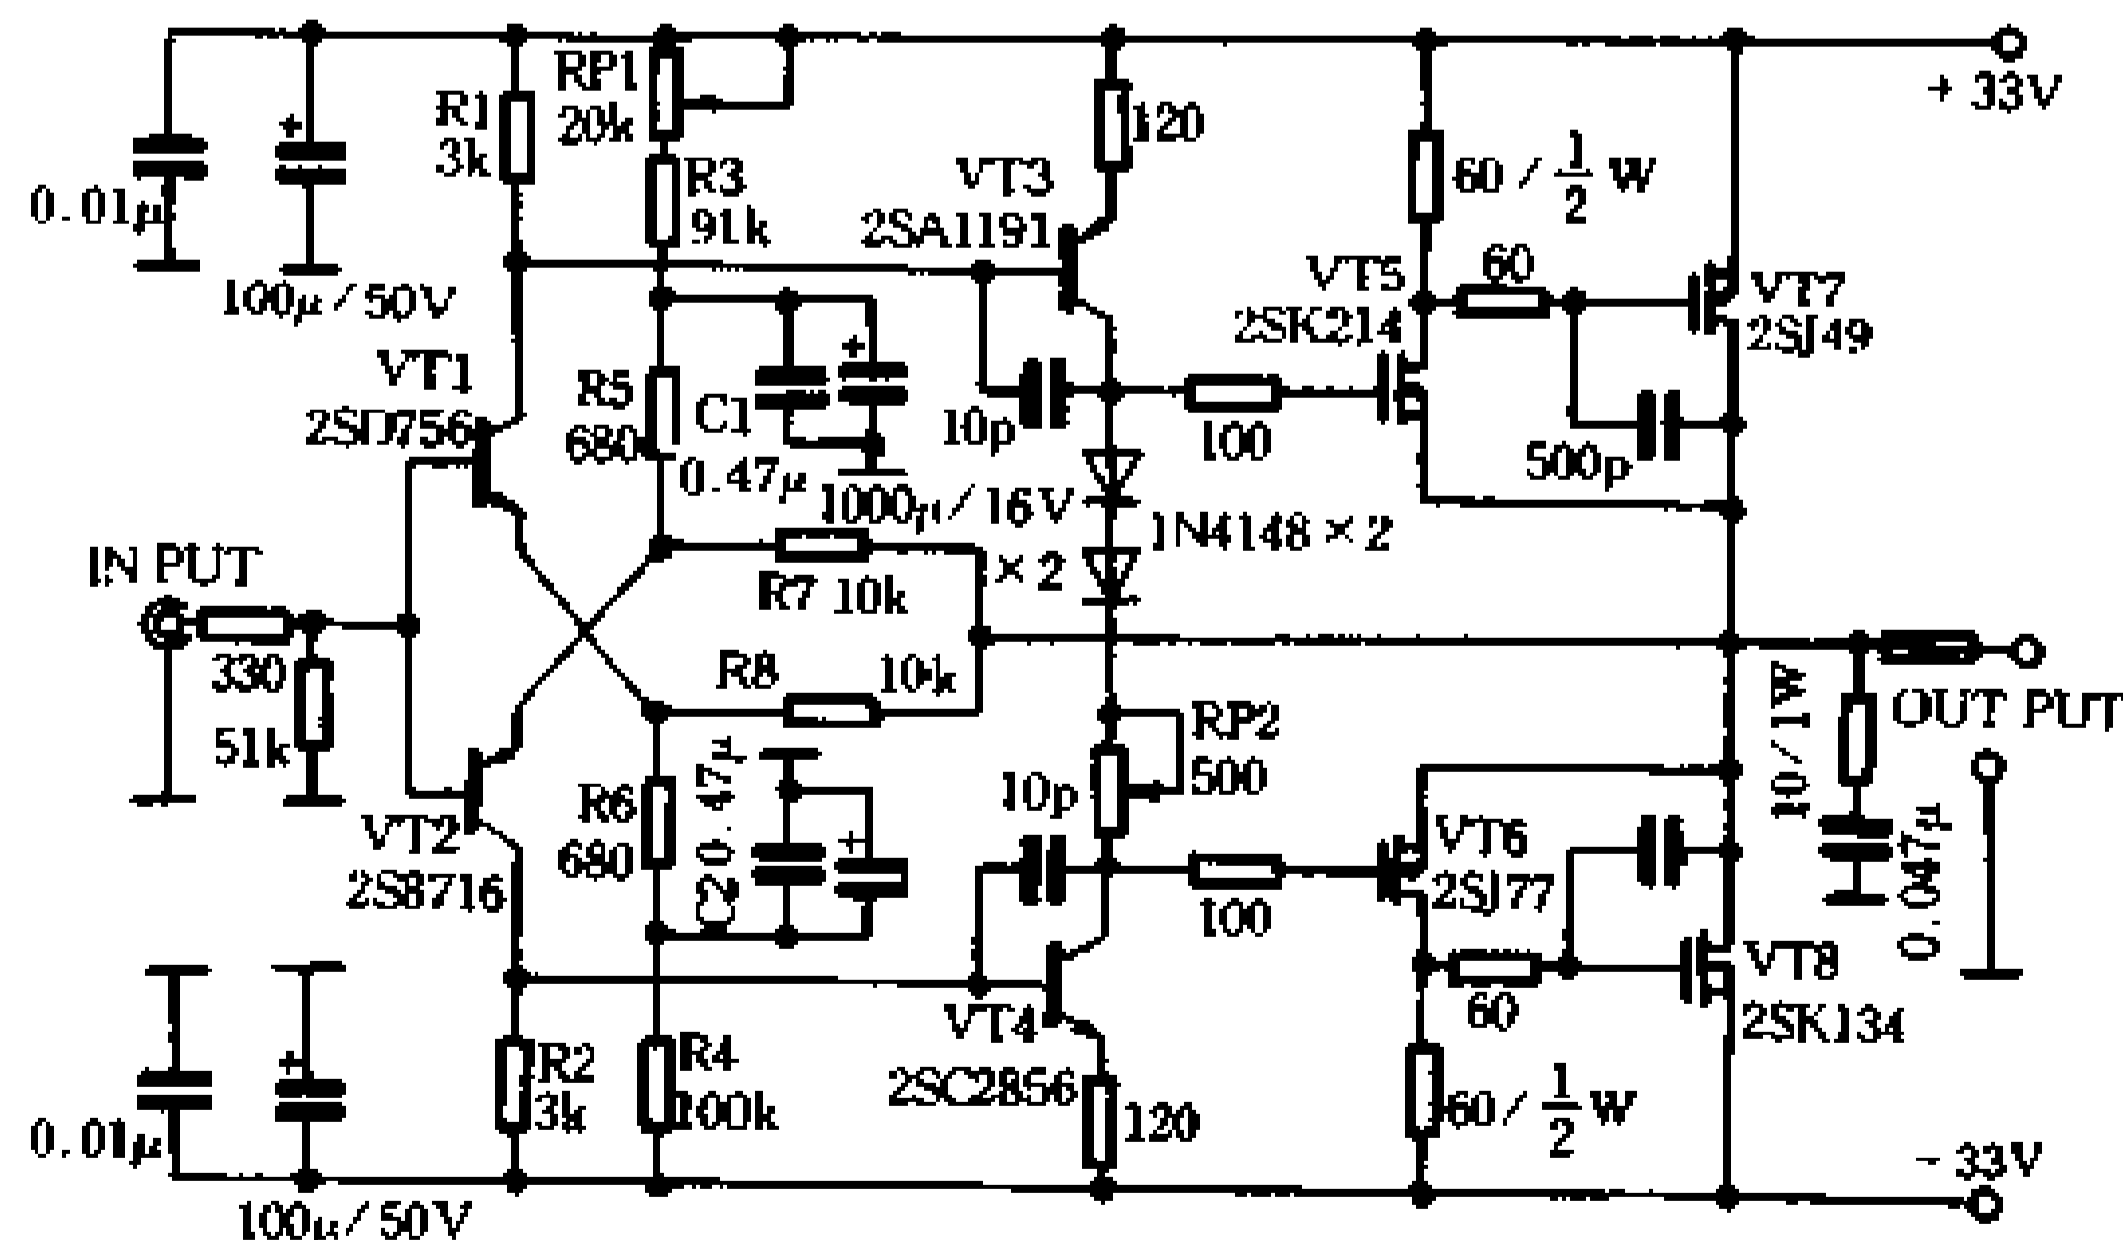 RP1
20k
R1
3k
120
+ 33V
0.01μ
R3
91k
VT3
2SA1191
60 / 1/2 W
100μ/50V
60
VT5
2SK214
VT7
2SJ49
VT1
2SD756
R5
680
C1
0.47μ
10p
100
500p
1000μ/16V
×2
1N4148×2
IN PUT
R7 10k
330
51k
R8 10k
RP2
500
10/1W
OUT PUT
VT2
2S8716
R6
680
C2 0.47μ
10p
100
VT6
2SJ77
0.047μ
60
VT8
2SK134
VT4
2SC2856
R2
3k
R4
100k
120
60/ 1/2 W
0.01μ
100μ/50V
- 33V